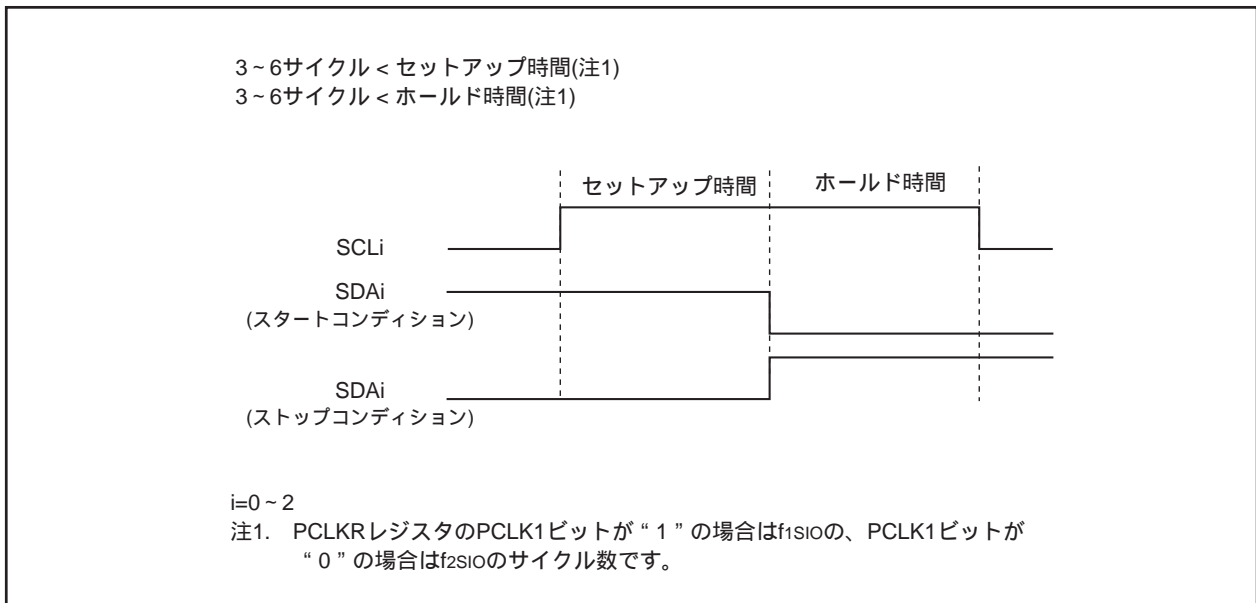 3~6サイクル < セットアップ時間(注1)
3~6サイクル < ホールド時間(注1)
セットアップ時間 ホールド時間
SCLi
SDAi
(スタートコンディション)
SDAi
(ストップコンディション)
i=0~2
注1. PCLKRレジスタのPCLK1ビットが“1”の場合はf1SIOの、PCLK1ビットが
“0”の場合はf2SIOのサイクル数です。